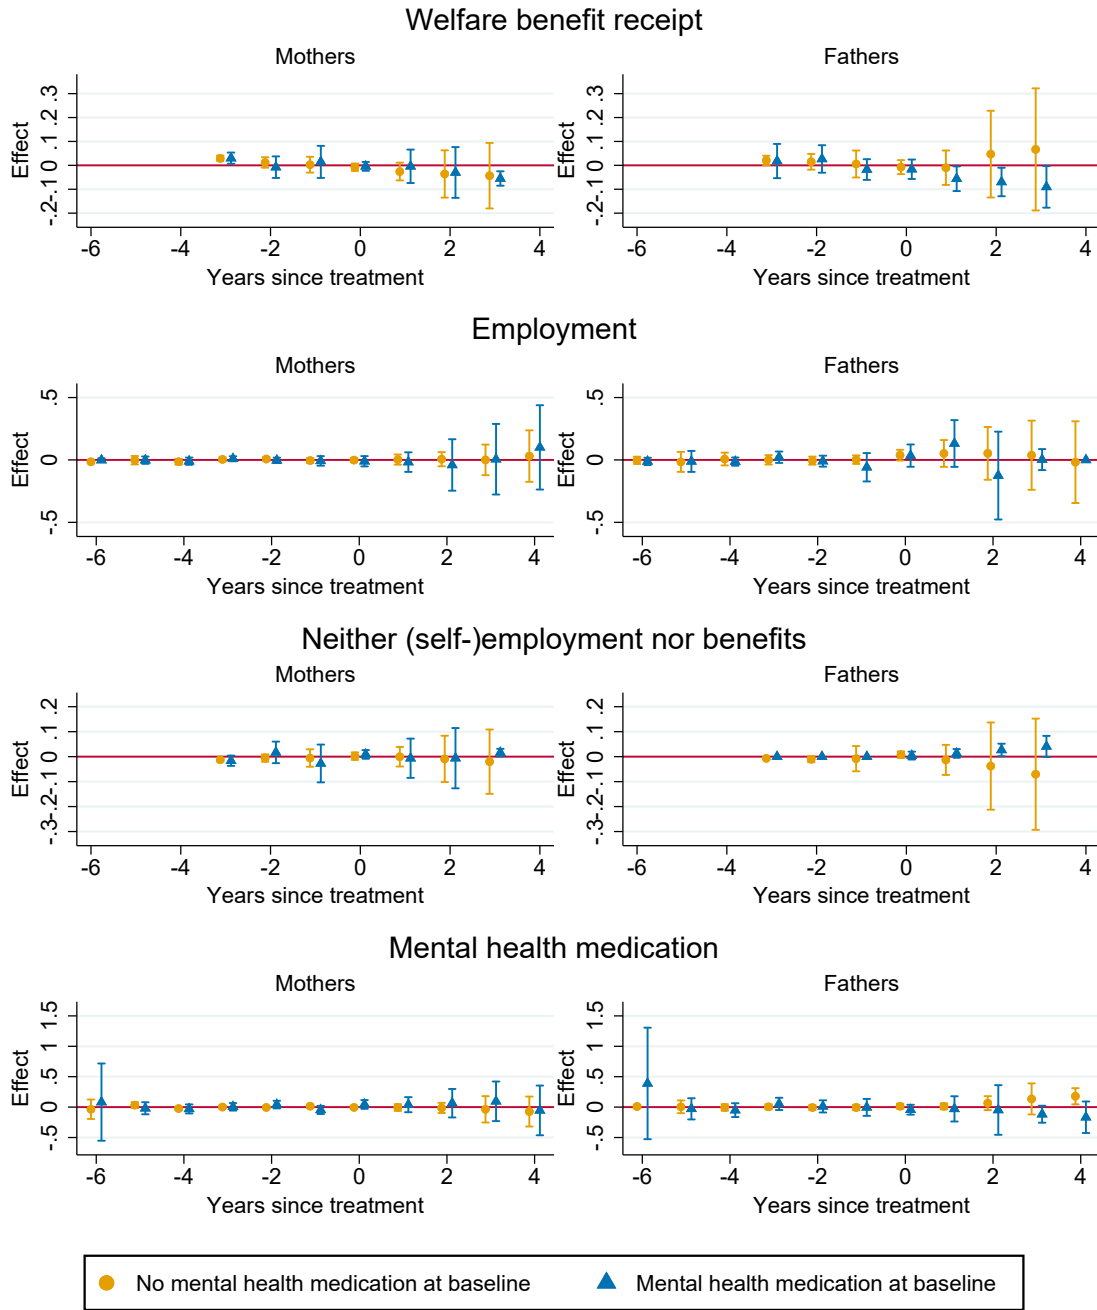 Welfare benefit receipt
Mothers Fathers
Effect
-.2 -.1 0 .1 .2 .3
-6 -4 -2 0 2 4
Years since treatment
Effect
-.2 -.1 0 .1 .2 .3
-6 -4 -2 0 2 4
Years since treatment
Employment
Mothers Fathers
Effect
-.5 0 .5
-6 -4 -2 0 2 4
Years since treatment
Effect
-.5 0 .5
-6 -4 -2 0 2 4
Years since treatment
Neither (self-)employment nor benefits
Mothers Fathers
Effect
-.3 -.2 -.1 0 .1 .2
-6 -4 -2 0 2 4
Years since treatment
Effect
-.3 -.2 -.1 0 .1 .2
-6 -4 -2 0 2 4
Years since treatment
Mental health medication
Mothers Fathers
Effect
-.5 0 .5 1 1.5
-6 -4 -2 0 2 4
Years since treatment
Effect
-.5 0 .5 1 1.5
-6 -4 -2 0 2 4
Years since treatment
No mental health medication at baseline Mental health medication at baseline